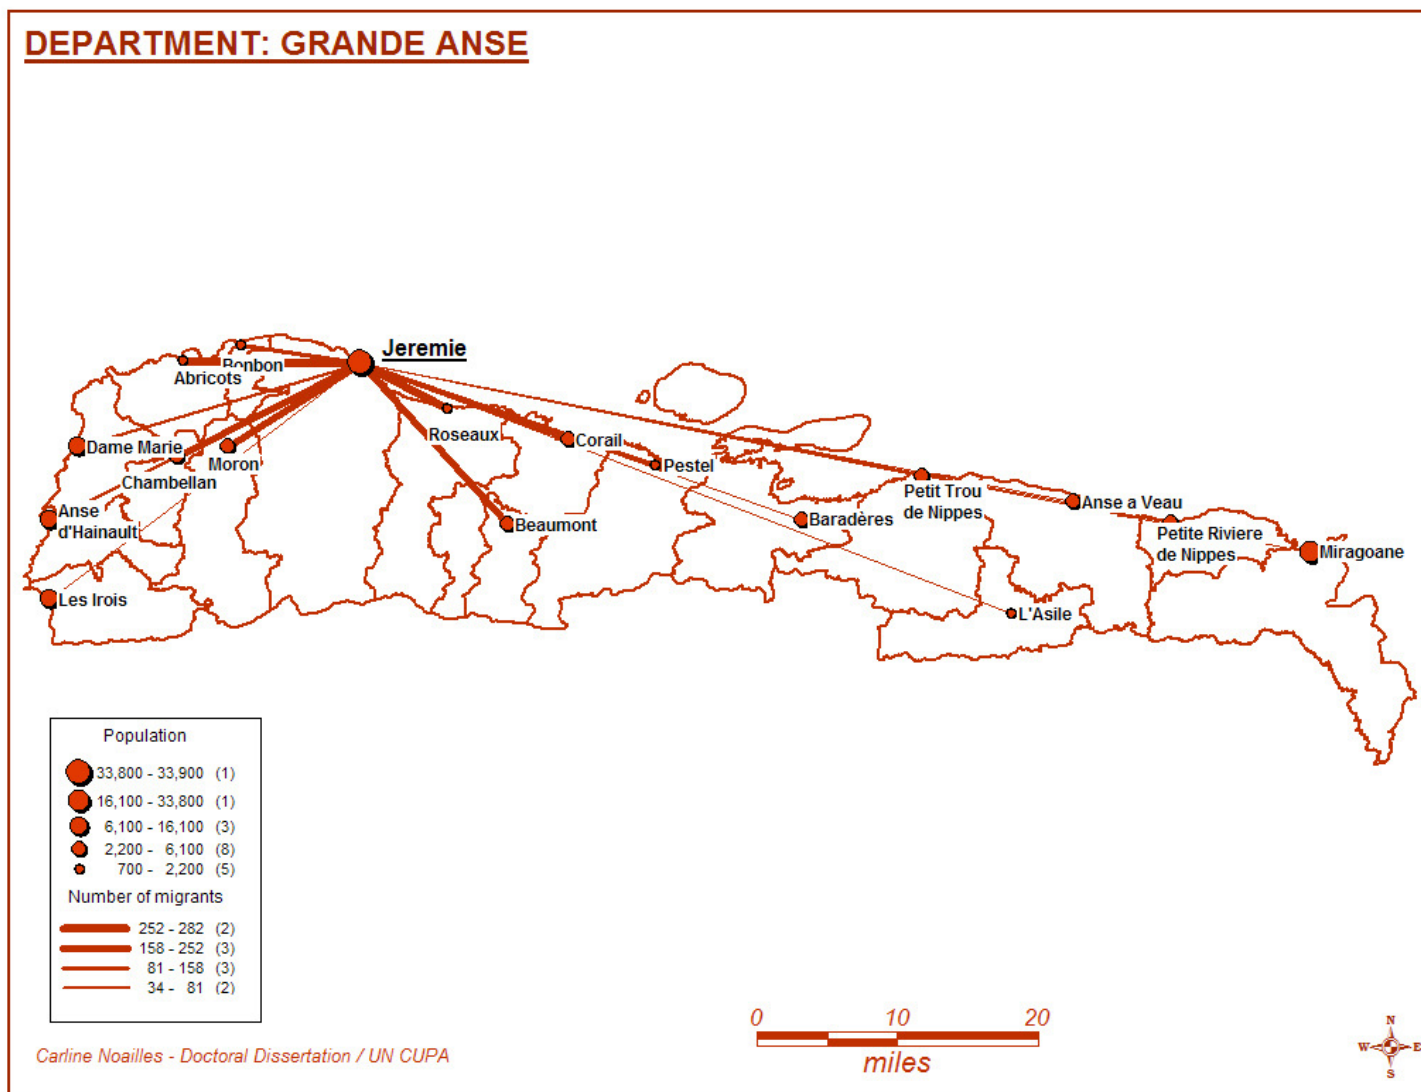 DEPARTMENT: GRANDE ANSE
Jeremie
Bonbon
Abricots
Roseaux
Corail
Dame Marie
Moron
Pestel
Chambellan
Petit Trou
de Nippes
Anse a Veau
Anse
d'Hainault
Beaumont
Baradères
Petite Riviere
de Nippes
Miragoane
Les Irois
L'Asile
Population
33,800 - 33,900 (1)
16,100 - 33,800 (1)
6,100 - 16,100 (3)
2,200 - 6,100 (8)
700 - 2,200 (5)
Number of migrants
252 - 282 (2)
158 - 252 (3)
81 - 158 (3)
34 - 81 (2)
0 10 20
miles
N
W E
S
Carline Noailles - Doctoral Dissertation / UN CUPA